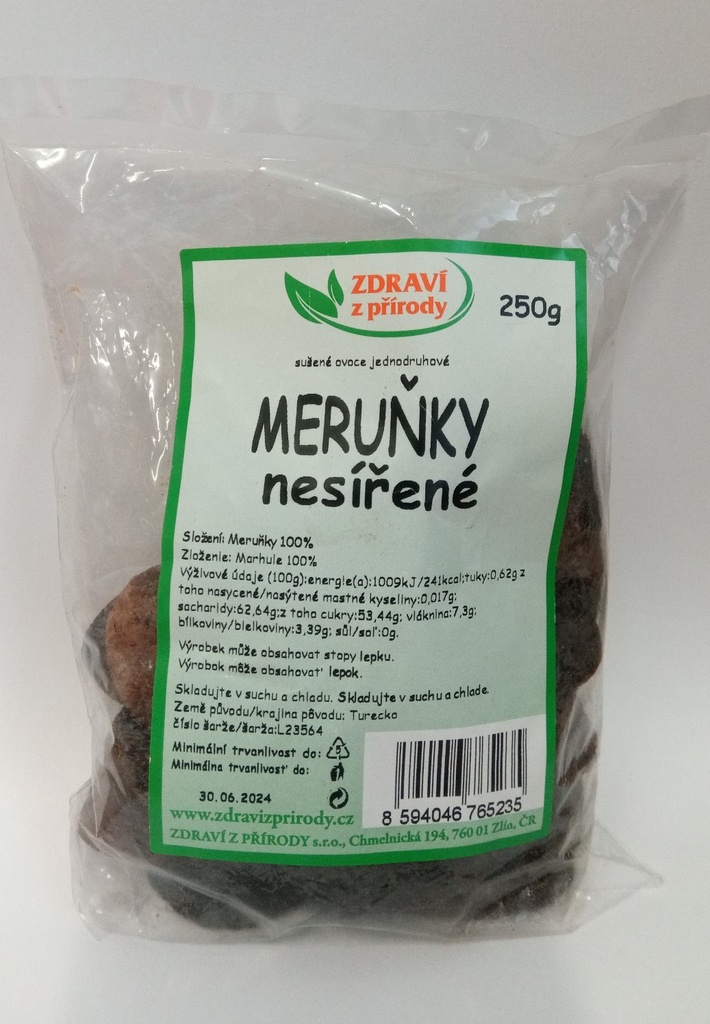 ZDRAVÍ
z přírody
250g
sušené ovoce jednodruhové
MERUŇKY
nesířené
Složení: Meruňky 100%
Zloženie: Marhule 100%
Výživové údaje (100g):energie(a):1009kJ/241kcal;tuky:0,62g z
toho nasycené/nasýtené mastné kyseliny:0,017g;
sacharidy:62,64g;z toho cukry:53,44g; vláknina:7,3g;
bílkoviny/bielkoviny:3,39g; sůl/soľ:0g.
Výrobek může obsahovat stopy lepku.
Výrobok môže obsahovať lepok.
Skladujte v suchu a chladu. Skladujte v suchu a chlade.
Země původu/krajina pôvodu: Turecko
číslo šarže/šarža:L23564
Minimální trvanlivost do:
Minimálna trvanlivosť do:
5
30.06.2024
8 594046 765235
www.zdravizprirody.cz
ZDRAVÍ Z PŘÍRODY s.r.o., Chmelnická 194, 760 01 Zlín, ČR